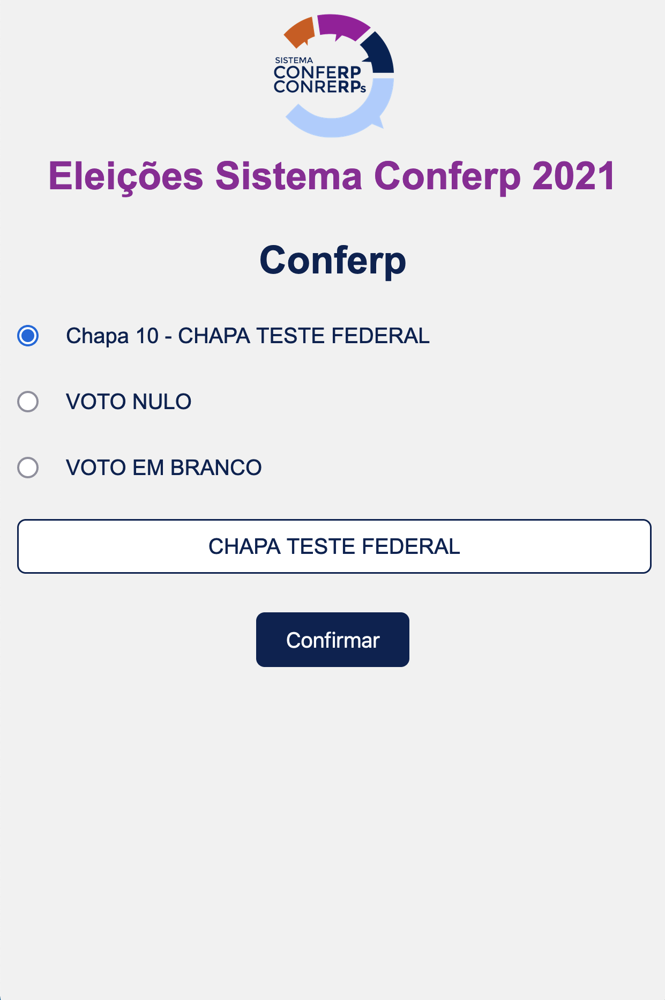 SISTEMA
CONFERP
CONRERPs
Eleições Sistema Conferp 2021
Conferp
Chapa 10 - CHAPA TESTE FEDERAL
VOTO NULO
VOTO EM BRANCO
CHAPA TESTE FEDERAL
Confirmar